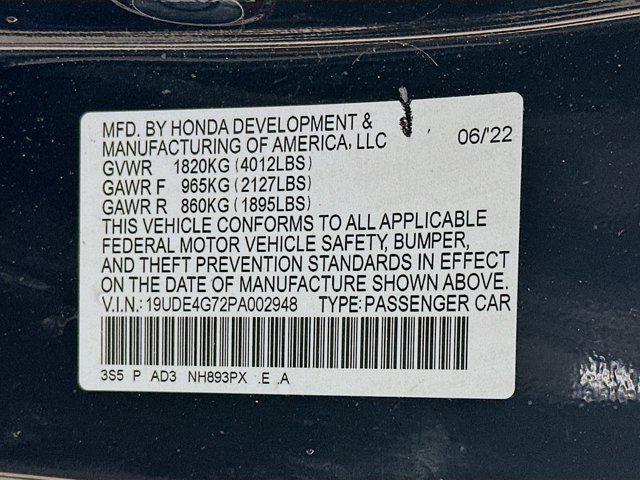 MFD. BY HONDA DEVELOPMENT &
MANUFACTURING OF AMERICA, LLC 06/'22
GVWR 1820KG (4012LBS)
GAWR F 965KG (2127LBS)
GAWR R 860KG (1895LBS)
THIS VEHICLE CONFORMS TO ALL APPLICABLE
FEDERAL MOTOR VEHICLE SAFETY, BUMPER,
AND THEFT PREVENTION STANDARDS IN EFFECT
ON THE DATE OF MANUFACTURE SHOWN ABOVE.
V.I.N.: 19UDE4G72PA002948 TYPE: PASSENGER CAR
3S5 P AD3 NH893PX .E .A